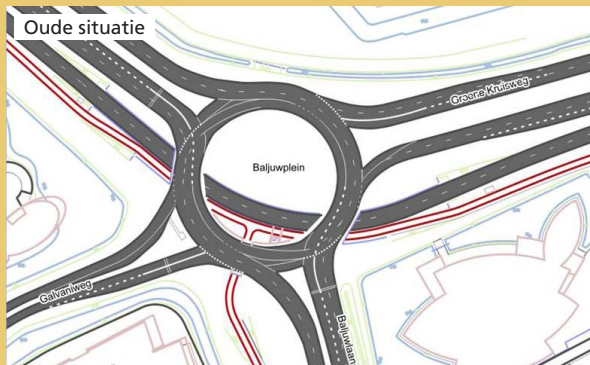 Oude situatie
Groene Kruisweg
Baljuwplein
Galvaniweg
Baljuwlaan